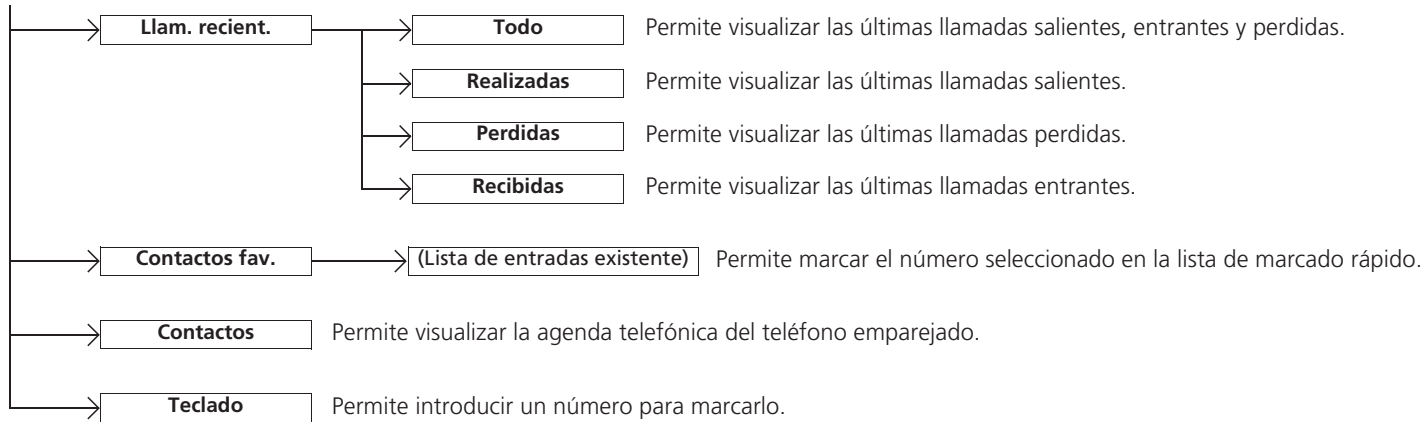 Llam. recient. Todo Permite visualizar las últimas llamadas salientes, entrantes y perdidas.
Realizadas Permite visualizar las últimas llamadas salientes.
Perdidas Permite visualizar las últimas llamadas perdidas.
Recibidas Permite visualizar las últimas llamadas entrantes.
Contactos fav. (Lista de entradas existente) Permite marcar el número seleccionado en la lista de marcado rápido.
Contactos Permite visualizar la agenda telefónica del teléfono emparejado.
Teclado Permite introducir un número para marcarlo.